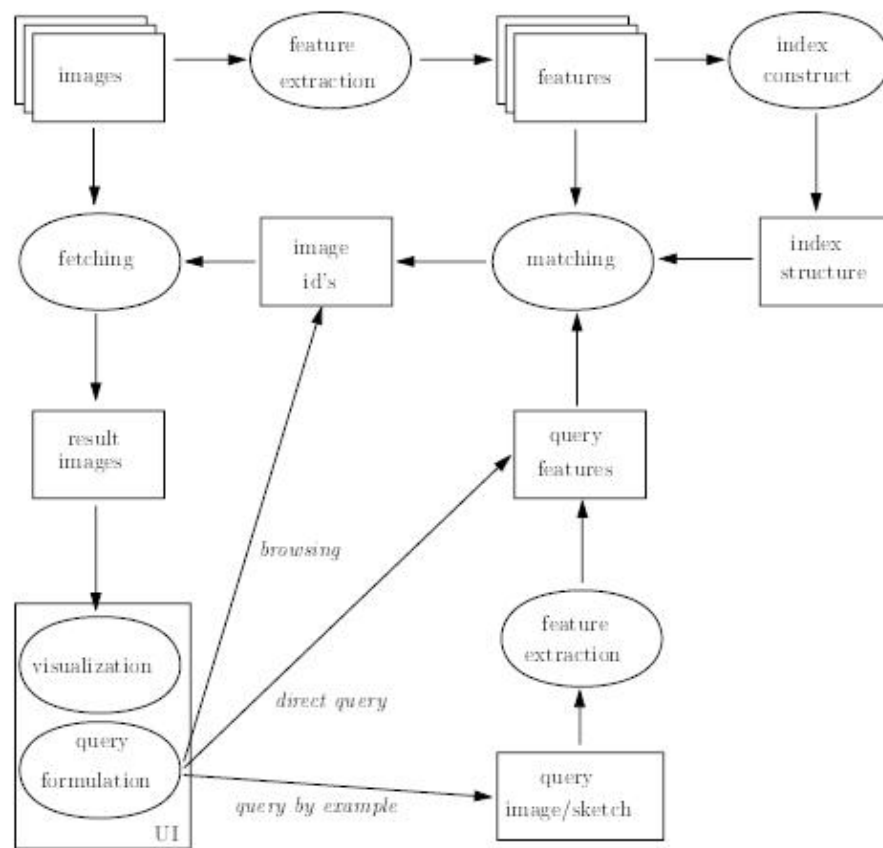 images
feature
extraction
features
index
construct
fetching
image
id's
matching
index
structure
result
images
query
features
browsing
feature
extraction
visualization
direct query
query
formulation
query by example
query
image/sketch
UI